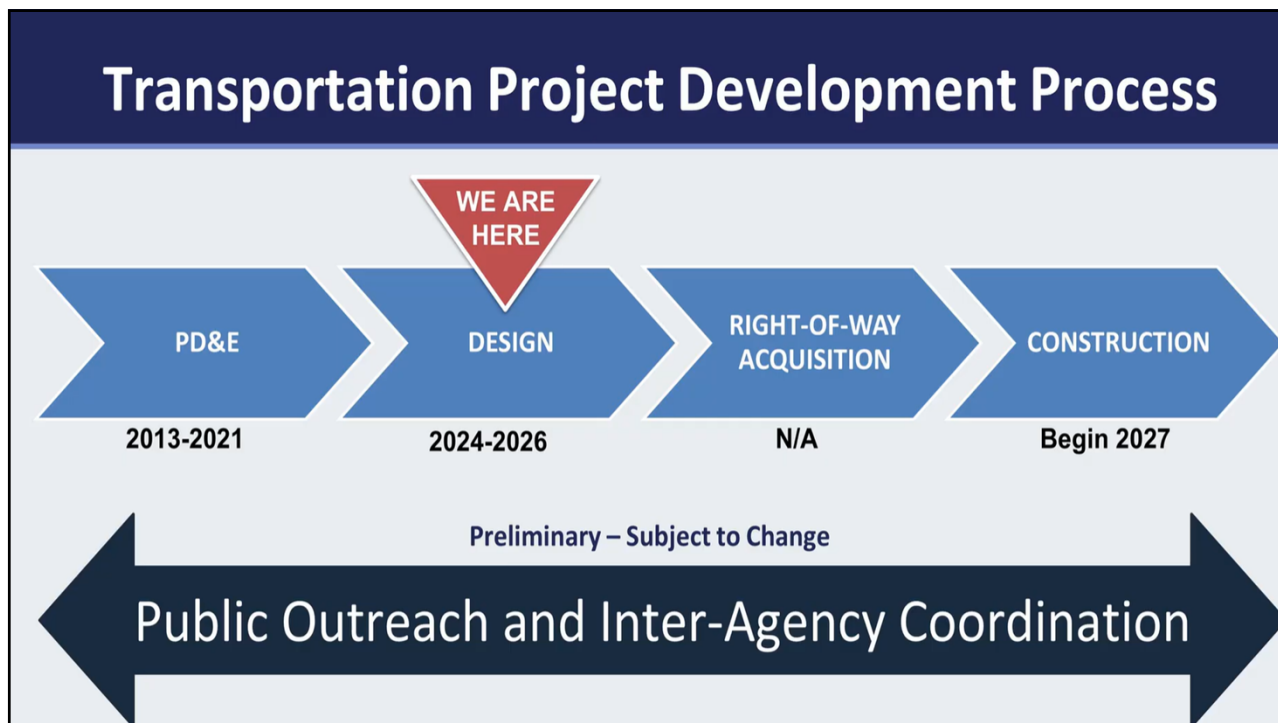 Transportation Project Development Process
WE ARE
HERE
PD&E
DESIGN
RIGHT-OF-WAY
ACQUISITION
CONSTRUCTION
2013-2021
2024-2026
N/A
Begin 2027
Preliminary – Subject to Change
Public Outreach and Inter-Agency Coordination